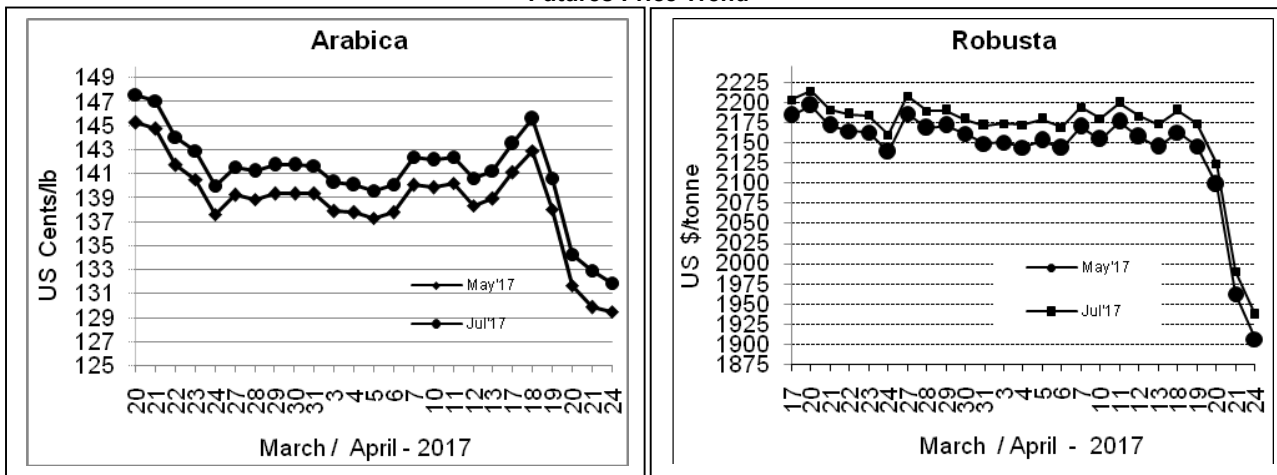 Futures Price Trend
Arabica
US Cents/lb
149
147
145
143
141
139
137
135
133
131
129
127
125
May'17
Jul'17
20 21 22 23 24 27 28 29 30 31 3 4 5 6 7 10 11 12 13 17 18 19 20 21 24
March / April - 2017
Robusta
US $/tonne
2225
2200
2175
2150
2125
2100
2075
2050
2025
2000
1975
1950
1925
1900
1875
May'17
Jul'17
17 20 21 22 23 24 27 28 29 30 31 3 4 5 6 7 10 11 12 13 18 19 20 21 24
March / April - 2017